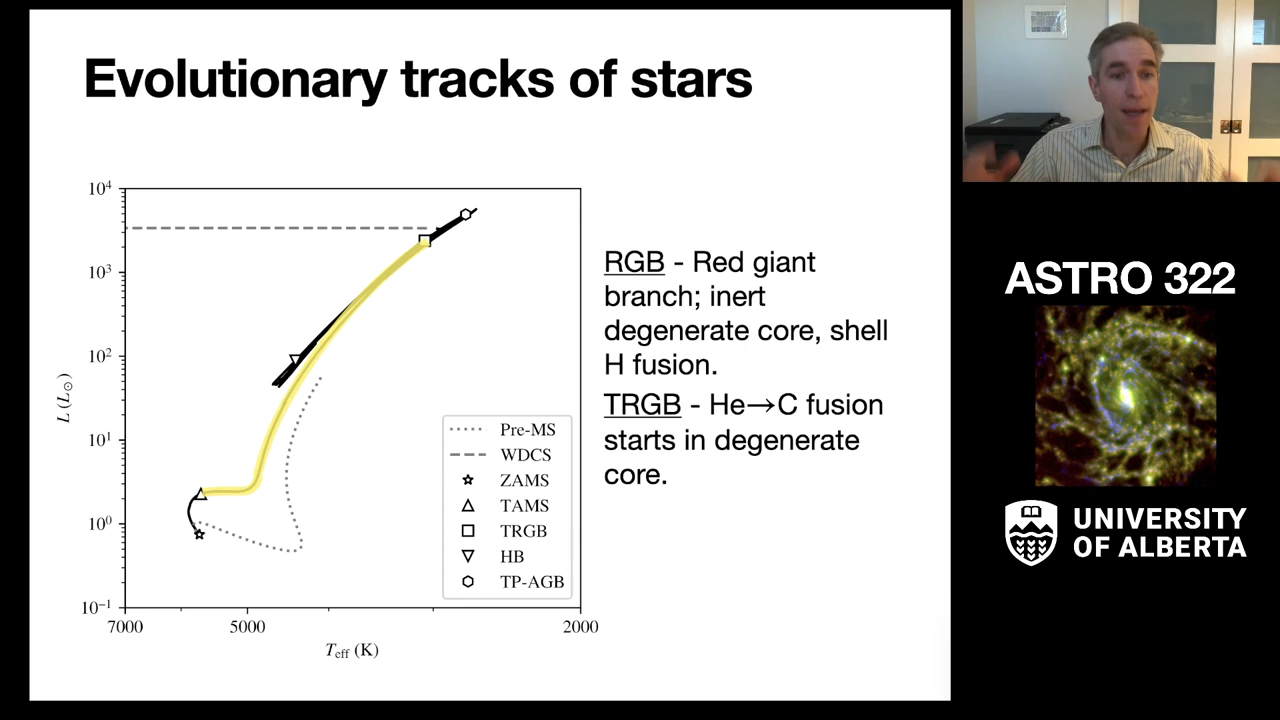 Evolutionary tracks of stars
10⁴
10³
10²
10¹
10⁰
10⁻¹
L (L☉)
7000
5000
2000
T_eff (K)
Pre-MS
WDCS
ZAMS
TAMS
TRGB
HB
TP-AGB
RGB - Red giant
branch; inert
degenerate core, shell
H fusion.
TRGB - He→C fusion
starts in degenerate
core.
ASTRO 322
UNIVERSITY
OF ALBERTA